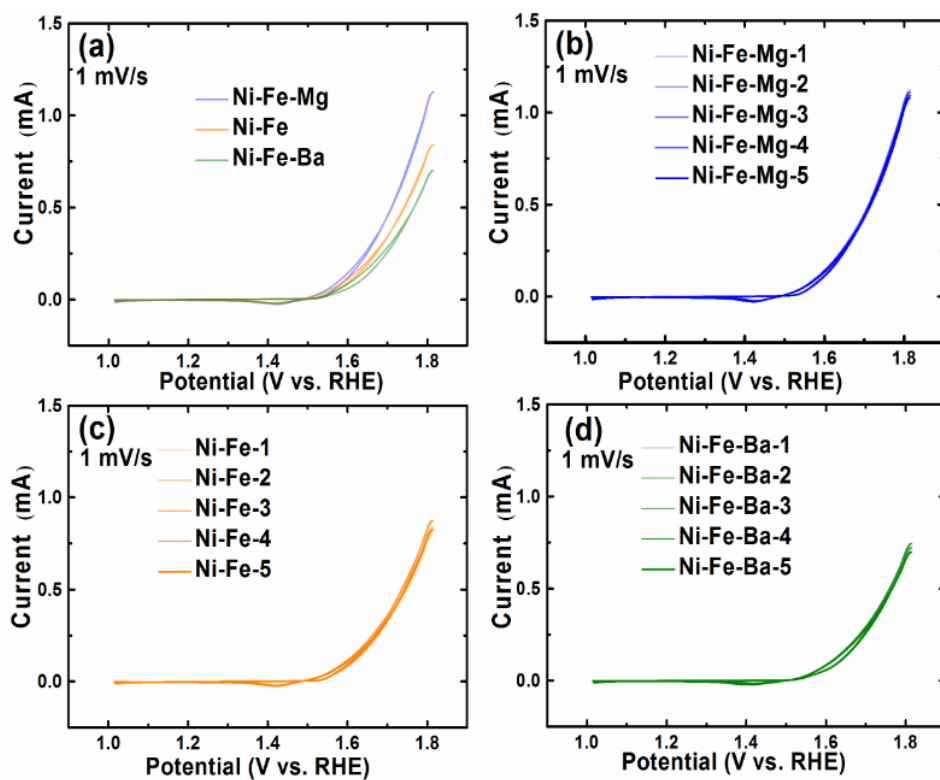 (a)
1 mV/s
Ni-Fe-Mg
Ni-Fe
Ni-Fe-Ba
Current (mA)
1.5
1.0
0.5
0.0
1.0 1.2 1.4 1.6 1.8
Potential (V vs. RHE)
(b)
1 mV/s
Ni-Fe-Mg-1
Ni-Fe-Mg-2
Ni-Fe-Mg-3
Ni-Fe-Mg-4
Ni-Fe-Mg-5
Current (mA)
1.5
1.0
0.5
0.0
1.0 1.2 1.4 1.6 1.8
Potential (V vs. RHE)
(c)
1 mV/s
Ni-Fe-1
Ni-Fe-2
Ni-Fe-3
Ni-Fe-4
Ni-Fe-5
Current (mA)
1.5
1.0
0.5
0.0
1.0 1.2 1.4 1.6 1.8
Potential (V vs. RHE)
(d)
1 mV/s
Ni-Fe-Ba-1
Ni-Fe-Ba-2
Ni-Fe-Ba-3
Ni-Fe-Ba-4
Ni-Fe-Ba-5
Current (mA)
1.5
1.0
0.5
0.0
1.0 1.2 1.4 1.6 1.8
Potential (V vs. RHE)